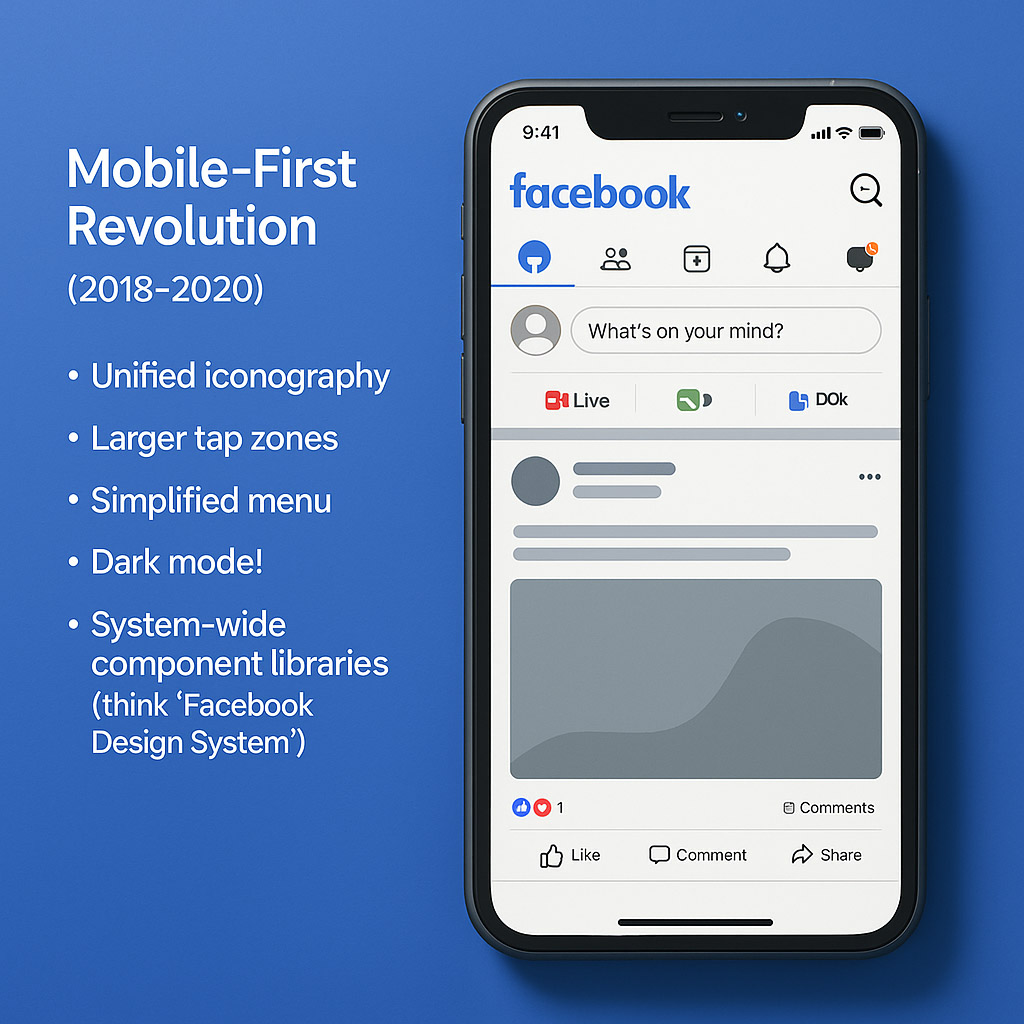 Mobile-First
Revolution
(2018–2020)
• Unified iconography
• Larger tap zones
• Simplified menu
• Dark mode!
• System-wide
component libraries
(think ‘Facebook
Design System’)
9:41
facebook
What's on your mind?
Live
DOk
1
Comments
Like
Comment
Share